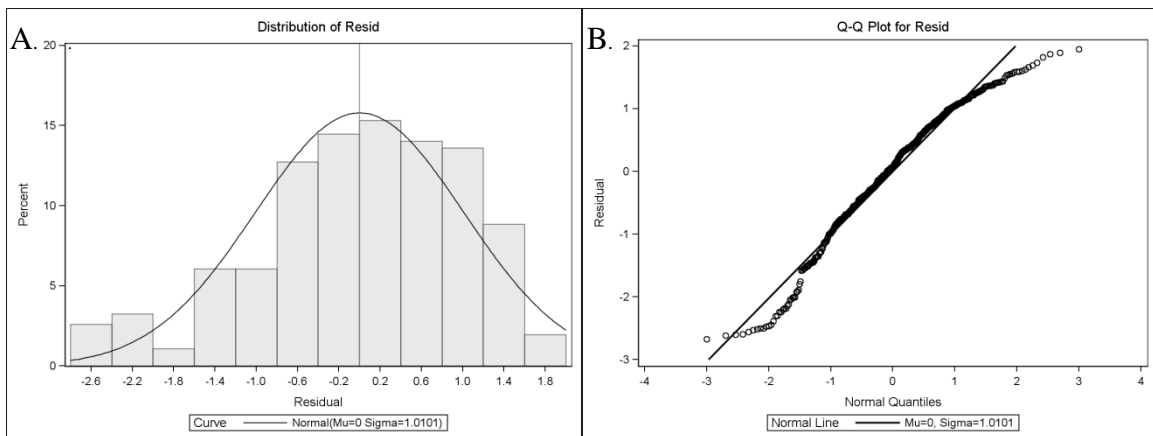 A.
Distribution of Resid
20
15
10
5
0
Percent
-2.6 -2.2 -1.8 -1.4 -1.0 -0.6 -0.2 0.2 0.6 1.0 1.4 1.8
Residual
Curve Normal(Mu=0 Sigma=1.0101)
B.
Q-Q Plot for Resid
2
1
0
-1
-2
-3
Residual
-4 -3 -2 -1 0 1 2 3 4
Normal Quantiles
Normal Line Mu=0, Sigma=1.0101